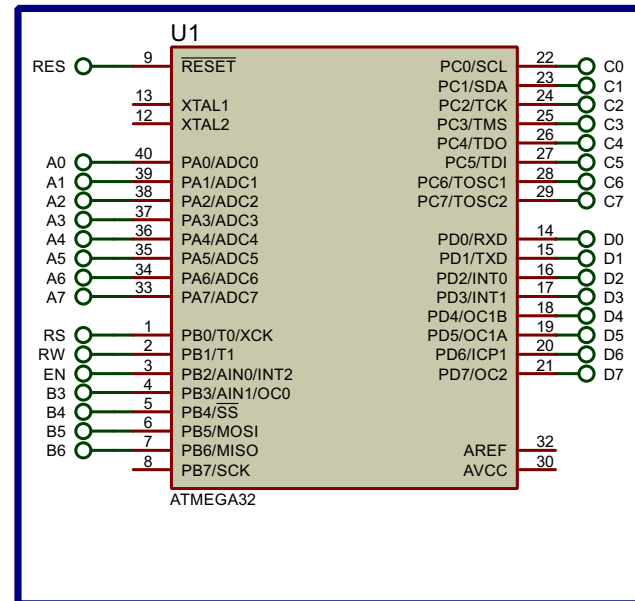 U1
RES 9 RESET PC0/SCL 22 C0
PC1/SDA 23 C1
13 XTAL1 PC2/TCK 24 C2
12 XTAL2 PC3/TMS 25 C3
PC4/TDO 26 C4
A0 40 PA0/ADC0 PC5/TDI 27 C5
A1 39 PA1/ADC1 PC6/TOSC1 28 C6
A2 38 PA2/ADC2 PC7/TOSC2 29 C7
A3 37 PA3/ADC3
A4 36 PA4/ADC4 PD0/RXD 14 D0
A5 35 PA5/ADC5 PD1/TXD 15 D1
A6 34 PA6/ADC6 PD2/INT0 16 D2
A7 33 PA7/ADC7 PD3/INT1 17 D3
PD4/OC1B 18 D4
RS 1 PB0/T0/XCK PD5/OC1A 19 D5
RW 2 PB1/T1 PD6/ICP1 20 D6
EN 3 PB2/AIN0/INT2 PD7/OC2 21 D7
B3 4 PB3/AIN1/OC0
B4 5 PB4/SS
B5 6 PB5/MOSI
B6 7 PB6/MISO AREF 32
8 PB7/SCK AVCC 30
ATMEGA32